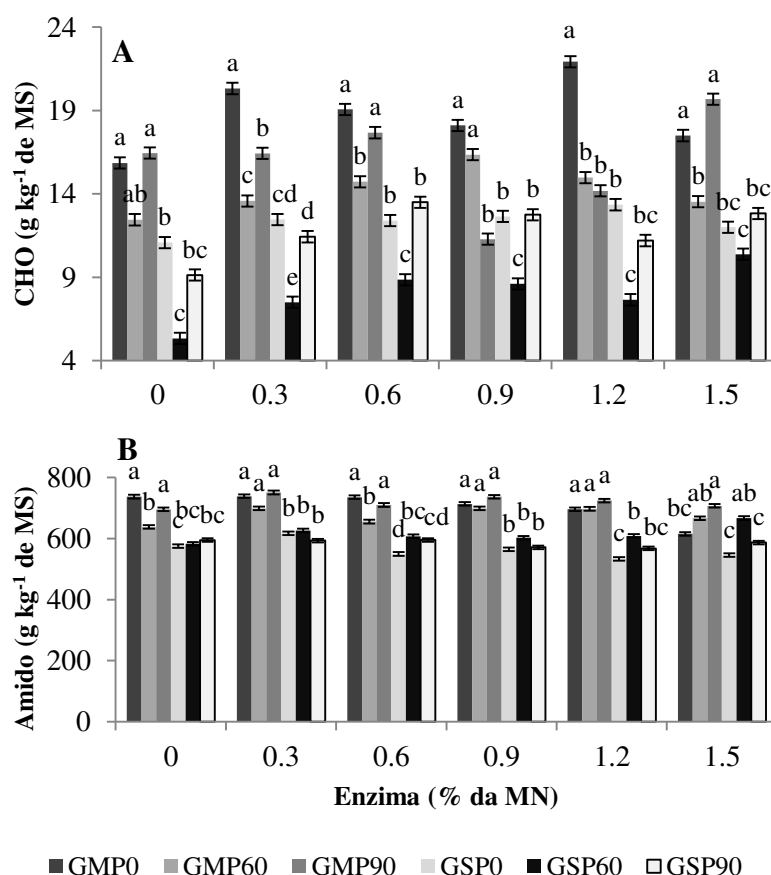 A
CHO (g kg⁻¹ de MS)
24
19
14
9
4
a ab a b c bc
a c b cd e d
a b a b c b
a a b b c b
a b b b c bc
a b a bc c bc
0 0.3 0.6 0.9 1.2 1.5
B
Amido (g kg⁻¹ de MS)
800
600
400
200
0
a b a c bc bc
a a a b b b
a b a d bc cd
a a a b b b
a a a c b bc
bc ab a c ab c
0 0.3 0.6 0.9 1.2 1.5
Enzima (% da MN)
GMP0 GMP60 GMP90 GSP0 GSP60 GSP90